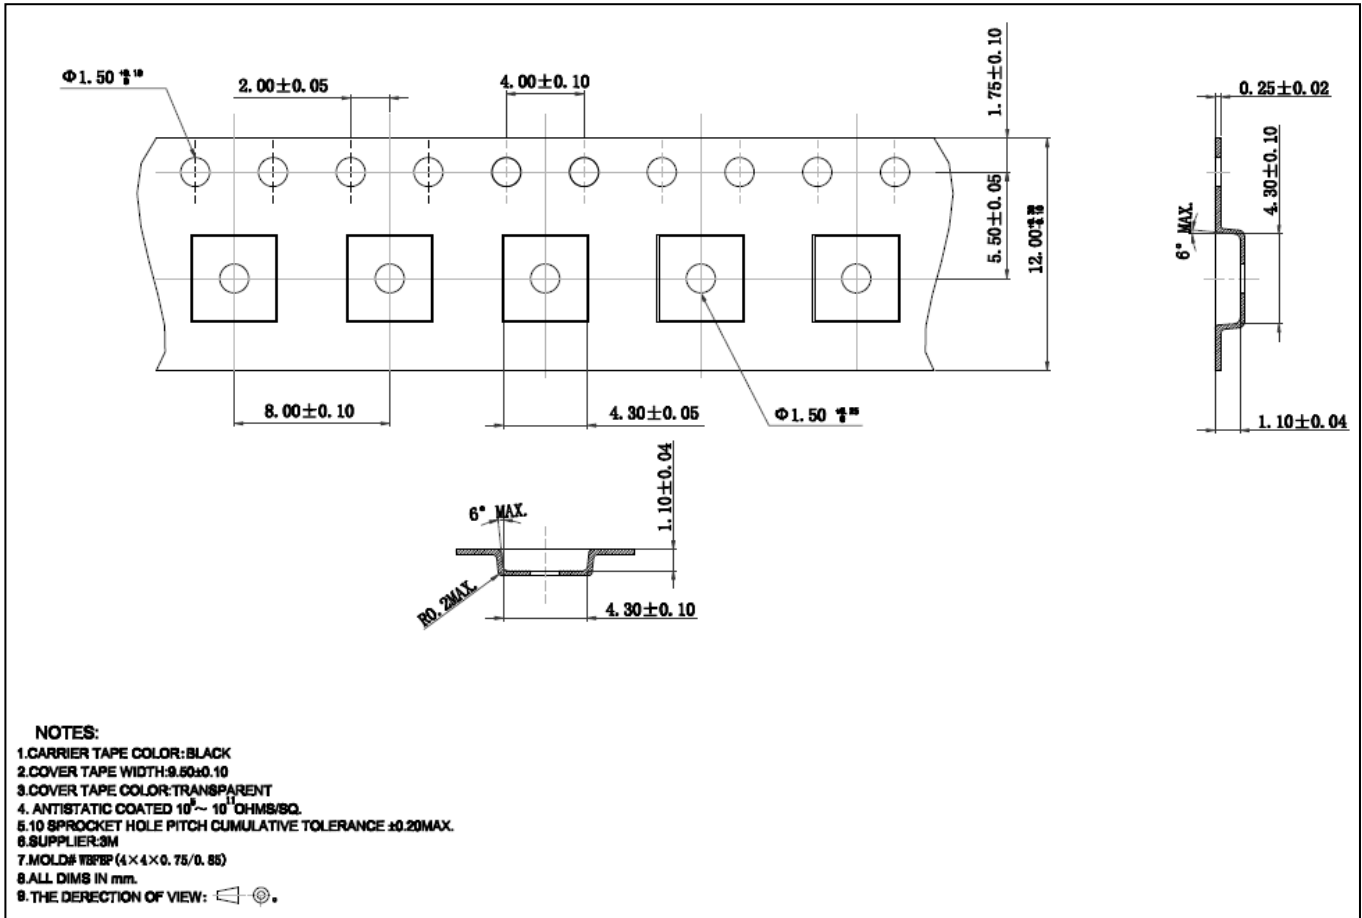 Φ1.50
2.00±0.05
4.00±0.10
1.75±0.10
0.25±0.02
5.50±0.05
12.00
6° MAX.
4.30±0.10
8.00±0.10
4.30±0.05
Φ1.50
1.10±0.04
6° MAX.
1.10±0.04
R0.2MAX.
4.30±0.10
NOTES:
1.CARRIER TAPE COLOR:BLACK
2.COVER TAPE WIDTH:9.50±0.10
3.COVER TAPE COLOR:TRANSPARENT
4. ANTISTATIC COATED ~ 10¹¹OHMS/SQ.
5.10 SPROCKET HOLE PITCH CUMULATIVE TOLERANCE ±0.20MAX.
6.SUPPLIER:3M
7.MOLD# (4×4×0.75/0.85)
8.ALL DIMS IN mm.
9.THE DERECTION OF VIEW: